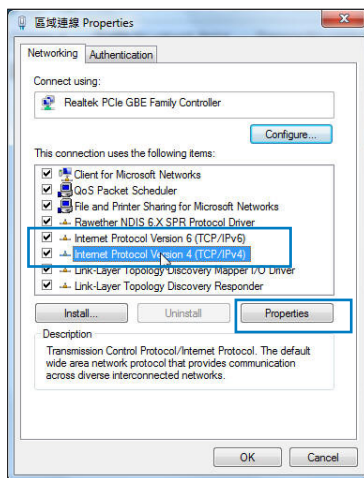 區域連線 Properties
Networking
Authentication
Connect using:
Realtek PCIe GBE Family Controller
Configure...
This connection uses the following items:
Client for Microsoft Networks
QoS Packet Scheduler
File and Printer Sharing for Microsoft Networks
Rawether NDIS 6.X SPR Protocol Driver
Internet Protocol Version 6 (TCP/IPv6)
Internet Protocol Version 4 (TCP/IPv4)
Link-Layer Topology Discovery Mapper I/O Driver
Link-Layer Topology Discovery Responder
Install...
Uninstall
Properties
Description
Transmission Control Protocol/Internet Protocol. The default
wide area network protocol that provides communication
across diverse interconnected networks.
OK
Cancel